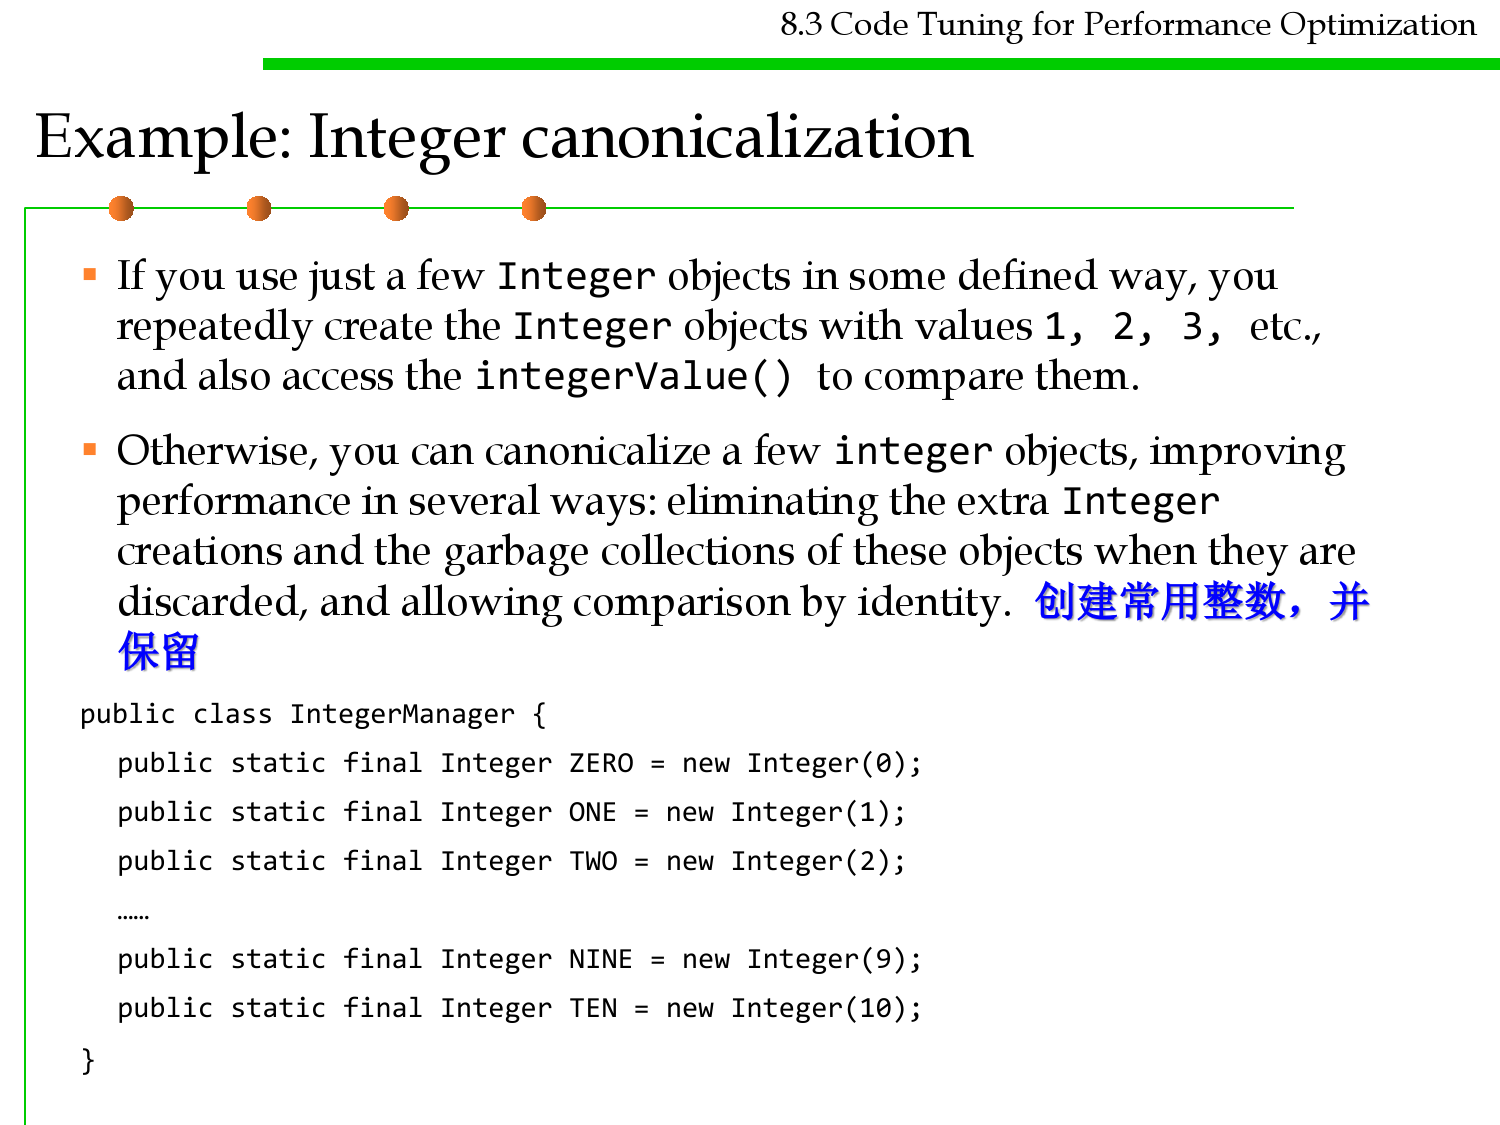 8.3 Code Tuning for Performance Optimization
Example: Integer canonicalization
▪ If you use just a few Integer objects in some defined way, you
repeatedly create the Integer objects with values 1, 2, 3, etc.,
and also access the integerValue() to compare them.
▪ Otherwise, you can canonicalize a few integer objects, improving
performance in several ways: eliminating the extra Integer
creations and the garbage collections of these objects when they are
discarded, and allowing comparison by identity. 创建常用整数，并
保留
public class IntegerManager {
public static final Integer ZERO = new Integer(0);
public static final Integer ONE = new Integer(1);
public static final Integer TWO = new Integer(2);
……
public static final Integer NINE = new Integer(9);
public static final Integer TEN = new Integer(10);
}